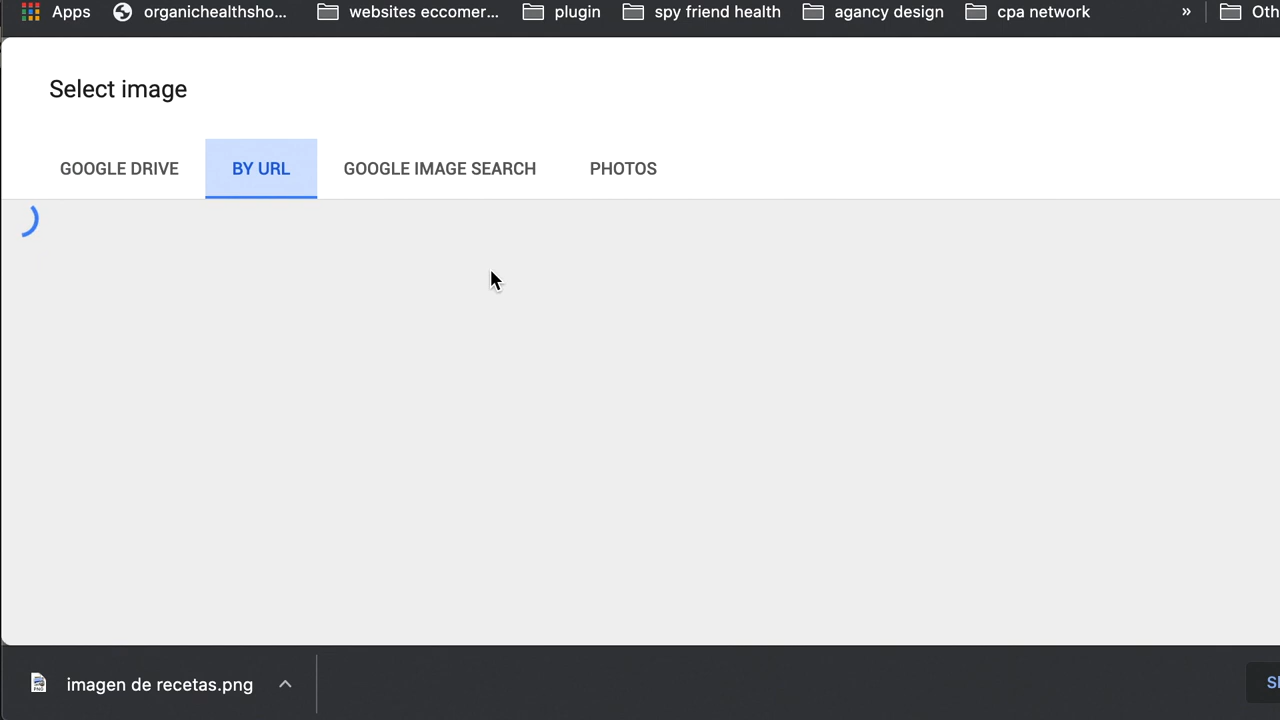 Apps organichealthsho... websites eccomer... plugin spy friend health agancy design cpa network » Oth
Select image
GOOGLE DRIVE BY URL GOOGLE IMAGE SEARCH PHOTOS
imagen de recetas.png